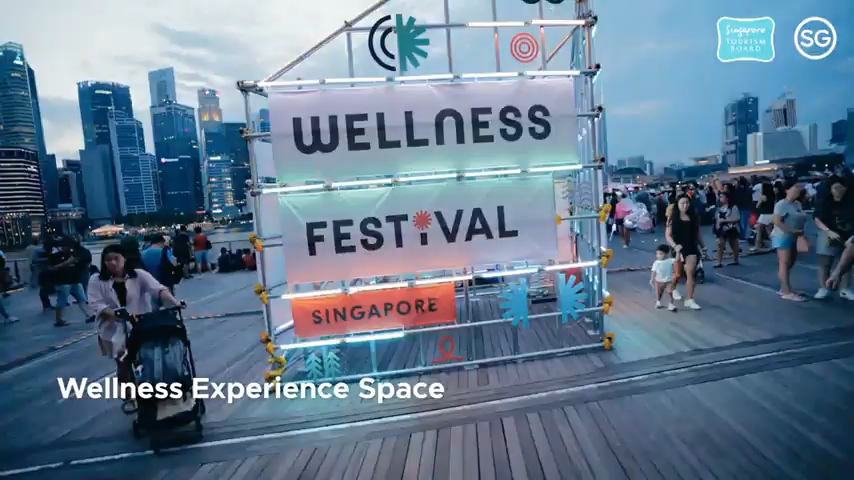 Singapore
TOURISM
BOARD
SG
WELLNESS
FESTIVAL
SINGAPORE
Wellness Experience Space